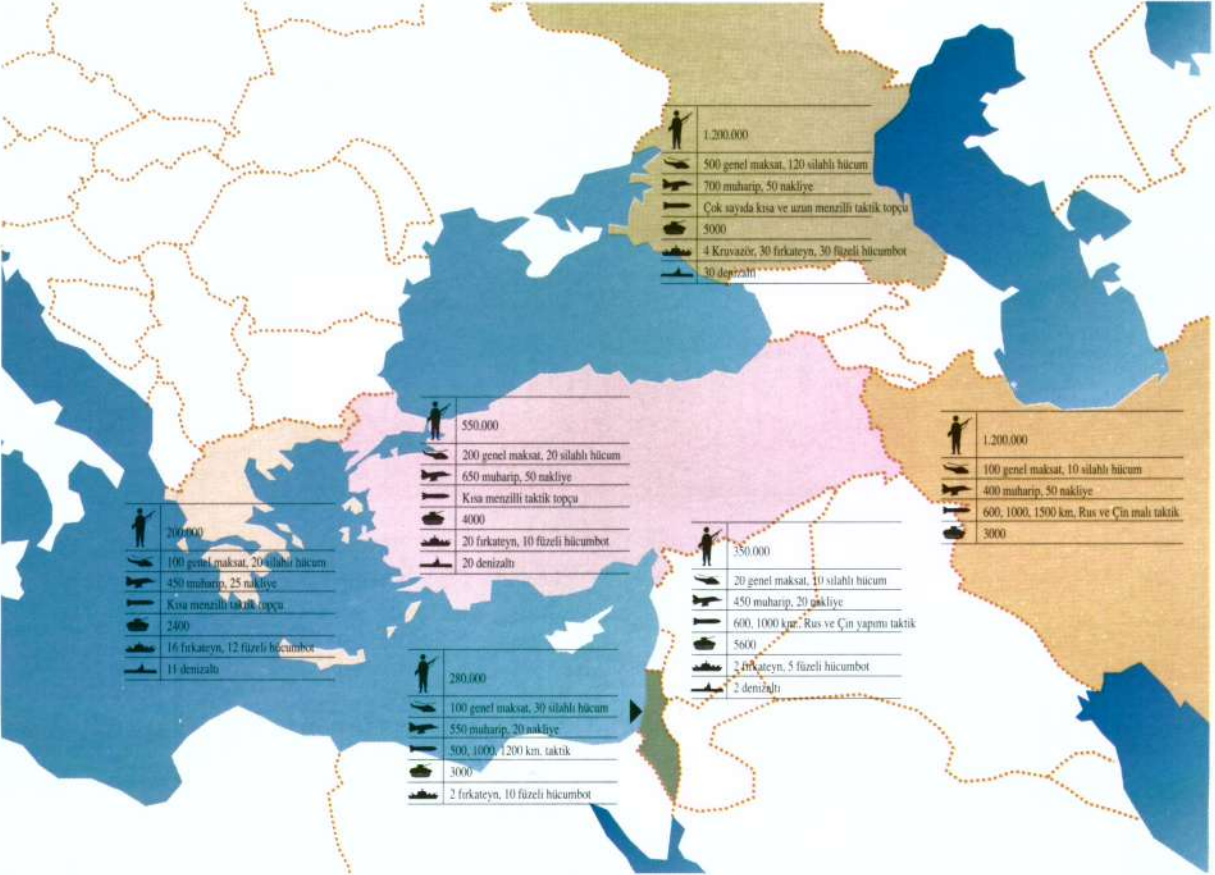 1.200.000
500 genel maksat, 120 silahlı hücum
700 muharip, 50 nakliye
Çok sayıda kısa ve uzun menzilli taktik topçu
5000
4 Kruvazör, 30 fırkateyn, 30 füzeli hücumbot
30 denizaltı
550.000
200 genel maksat, 20 silahlı hücum
650 muharip, 50 nakliye
Kısa menzilli taktik topçu
4000
20 fırkateyn, 10 füzeli hücumbot
20 denizaltı
1.200.000
100 genel maksat, 10 silahlı hücum
400 muharip, 50 nakliye
600, 1000, 1500 km, Rus ve Çin malı taktik
3000
200.000
100 genel maksat, 20 silahlı hücum
450 muharip, 25 nakliye
Kısa menzilli taktik topçu
2400
16 fırkateyn, 12 füzeli hücumbot
11 denizaltı
350.000
20 genel maksat, 10 silahlı hücum
450 muharip, 20 nakliye
600, 1000 km., Rus ve Çin yapımı taktik
5600
2 fırkateyn, 5 füzeli hücumbot
2 denizaltı
280.000
100 genel maksat, 30 silahlı hücum
550 muharip, 20 nakliye
500, 1000, 1200 km. taktik
3000
2 fırkateyn, 10 füzeli hücumbot